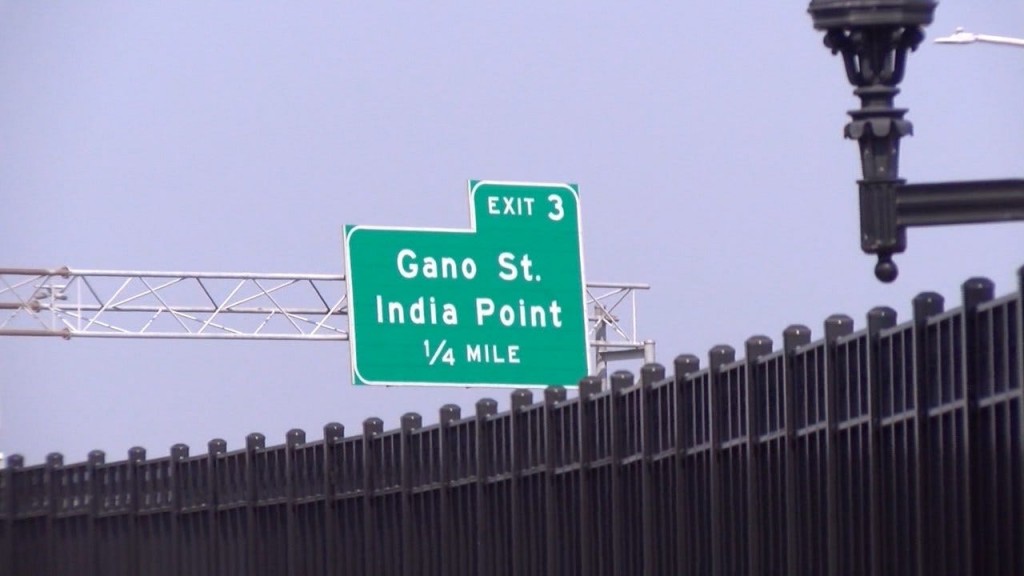 EXIT 3
Gano St.
India Point
1/4 MILE